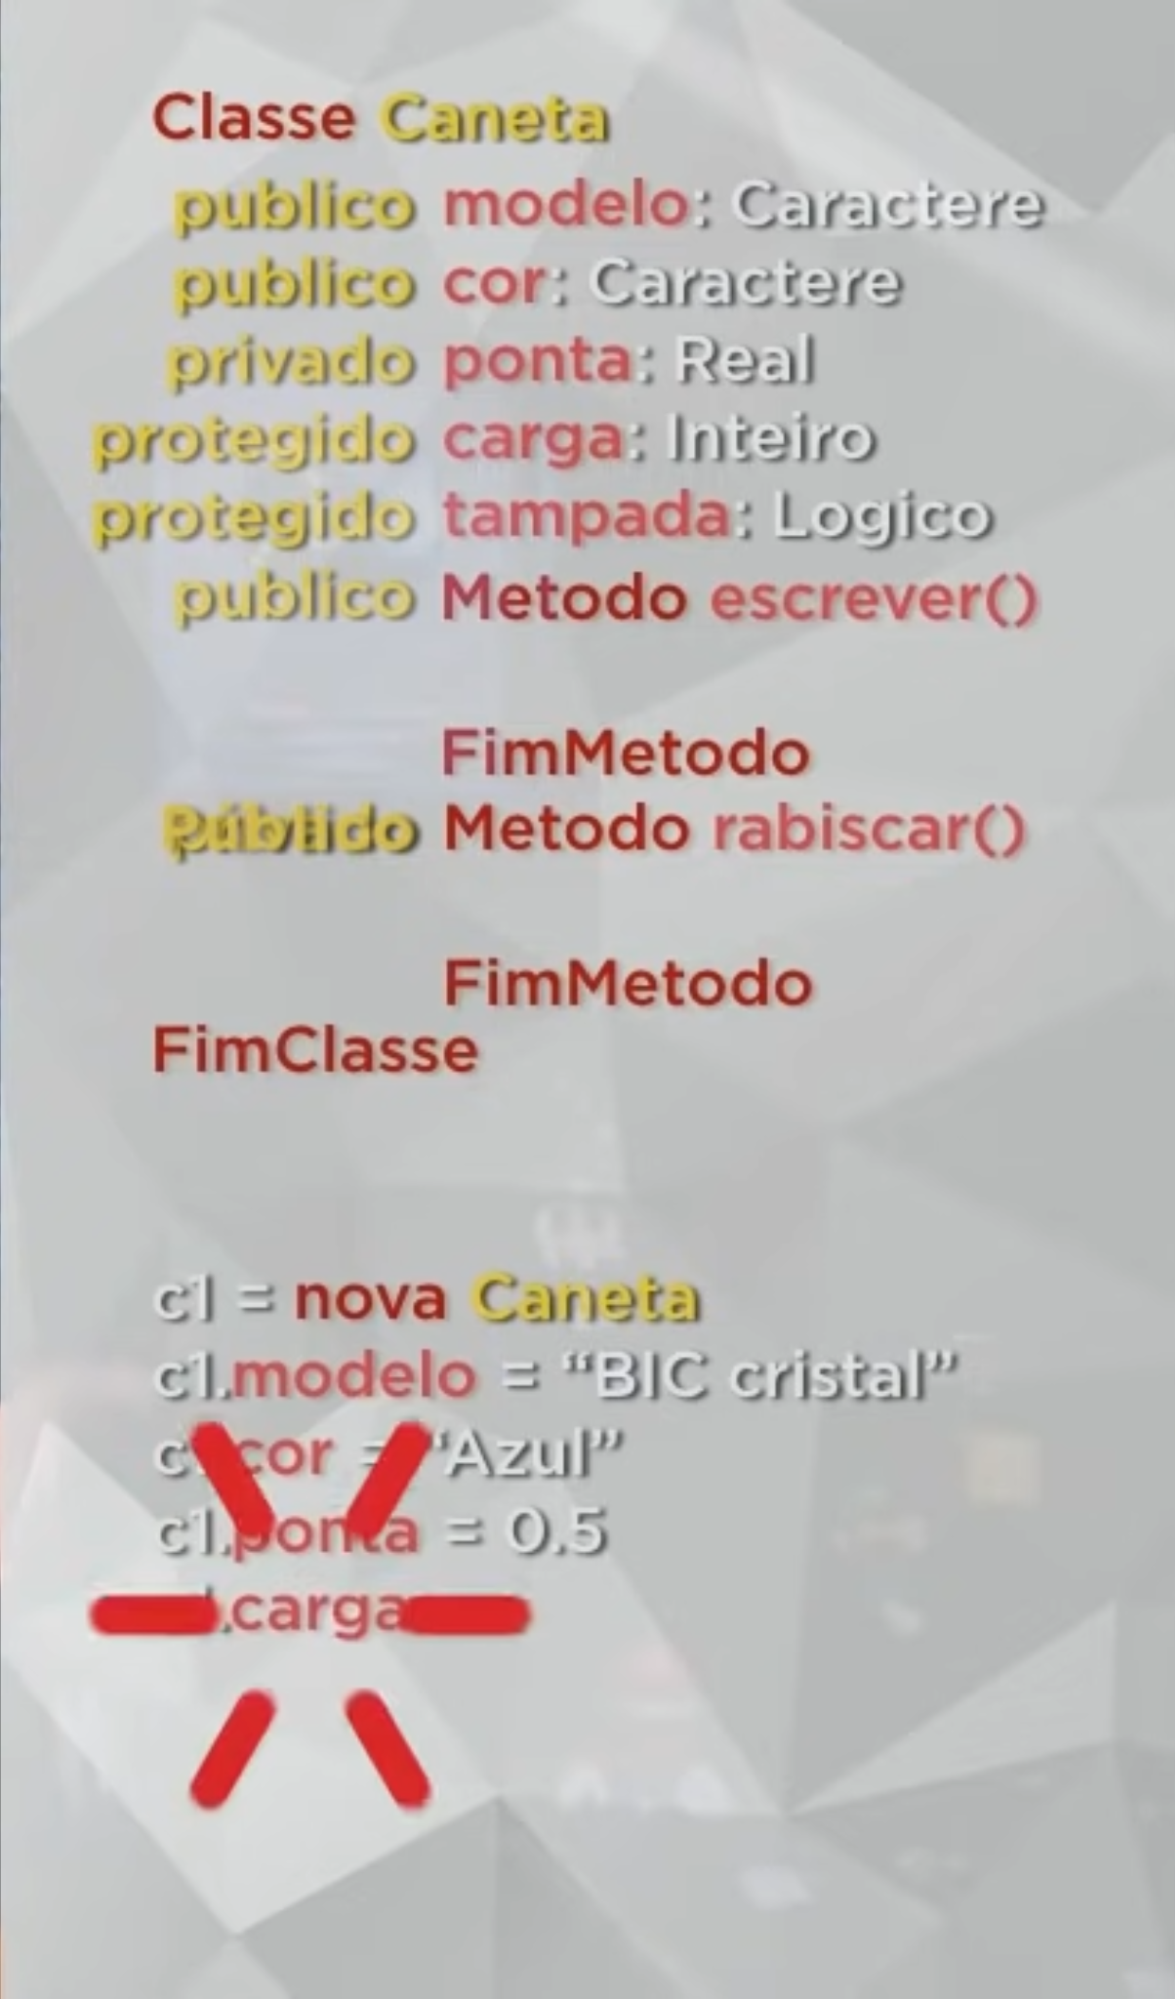 Classe Caneta
publico modelo: Caractere
publico cor: Caractere
privado ponta: Real
protegido carga: Inteiro
protegido tampada: Logico
publico Metodo escrever()
FimMetodo
Metodo rabiscar()
FimMetodo
FimClasse
c1 = nova Caneta
c1.modelo = “BIC cristal”
cor = “Azul”
c1.ponta = 0.5
.carga